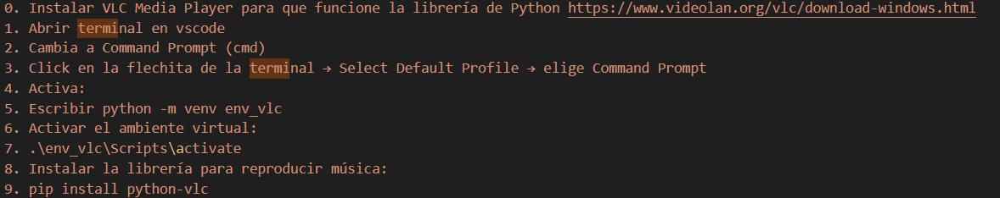 0. Instalar VLC Media Player para que funcione la librería de Python https://www.videolan.org/vlc/download-windows.html
1. Abrir terminal en vscode
2. Cambia a Command Prompt (cmd)
3. Click en la flechita de la terminal → Select Default Profile → elige Command Prompt
4. Activa:
5. Escribir python -m venv env_vlc
6. Activar el ambiente virtual:
7. .\env_vlc\Scripts\activate
8. Instalar la librería para reproducir música:
9. pip install python-vlc